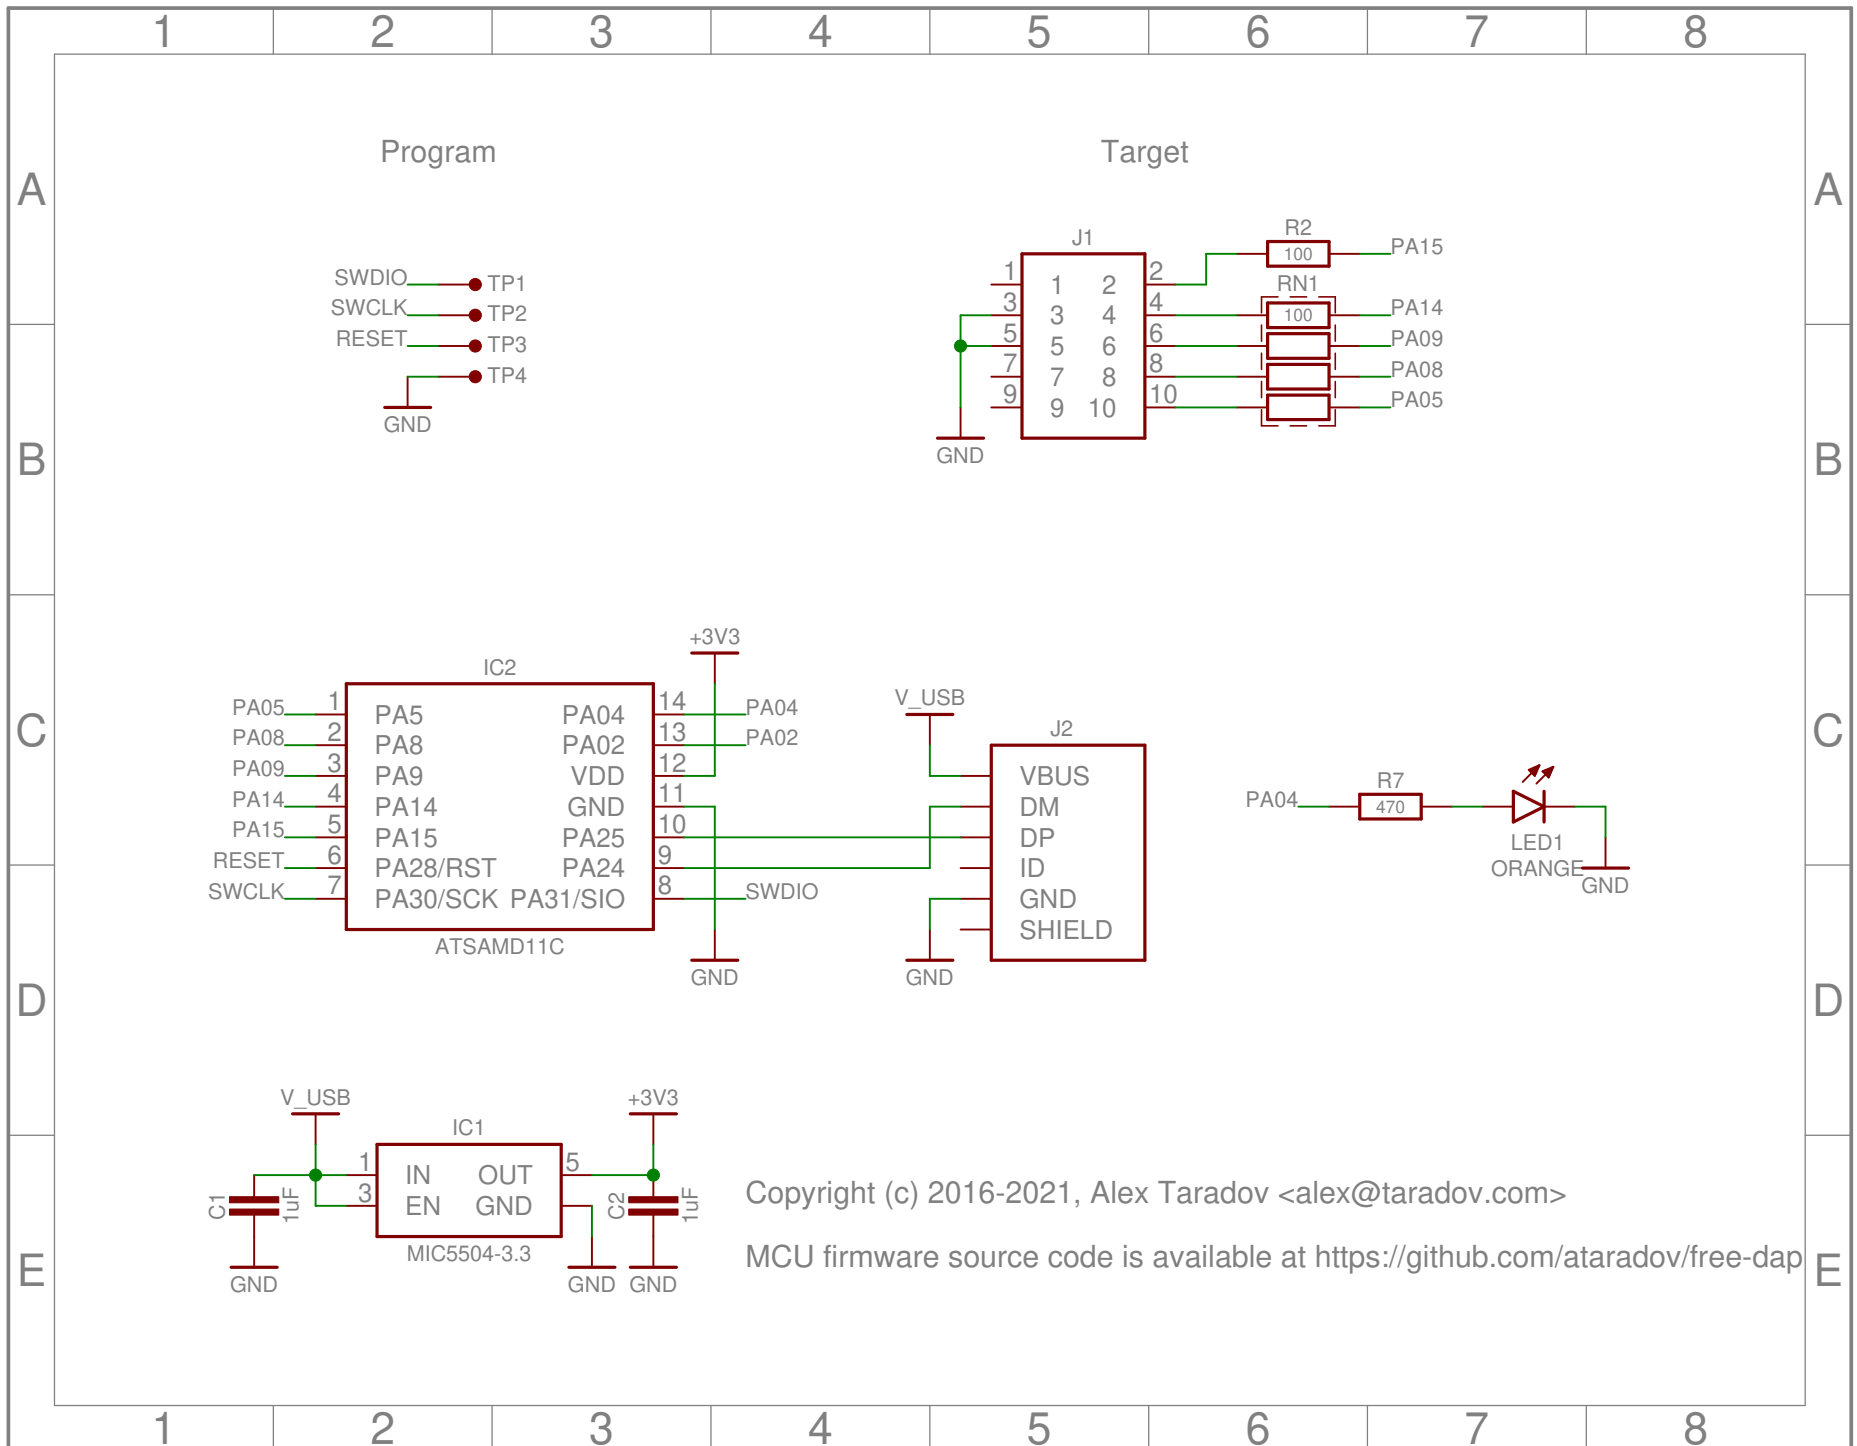 1 2 3 4 5 6 7 8
A A
Program Target
J1
R2
100
PA15
RN1
100
PA14
PA09
PA08
PA05
SWDIO TP1
SWCLK TP2
RESET TP3
TP4
GND
1 1 2 2
3 3 4 4
5 5 6 6
7 7 8 8
9 9 10 10
GND
B B
+3V3
IC2
PA05 1 PA5 PA04 14 PA04
PA08 2 PA8 PA02 13 PA02
PA09 3 PA9 VDD 12
PA14 4 PA14 GND 11
PA15 5 PA15 PA25 10
RESET 6 PA28/RST PA24 9
SWCLK 7 PA30/SCK PA31/SIO 8 SWDIO
ATSAMD11C
GND
V_USB
J2
VBUS
DM
DP
ID
GND
SHIELD
GND
C C
PA04
R7
470
LED1
ORANGE
GND
D D
V_USB
+3V3
IC1
1 IN OUT 5
3 EN GND
MIC5504-3.3
C1
1uF
GND
GND
C2
1uF
GND
Copyright (c) 2016-2021, Alex Taradov <alex@taradov.com>
MCU firmware source code is available at https://github.com/ataradov/free-dap
E E
1 2 3 4 5 6 7 8